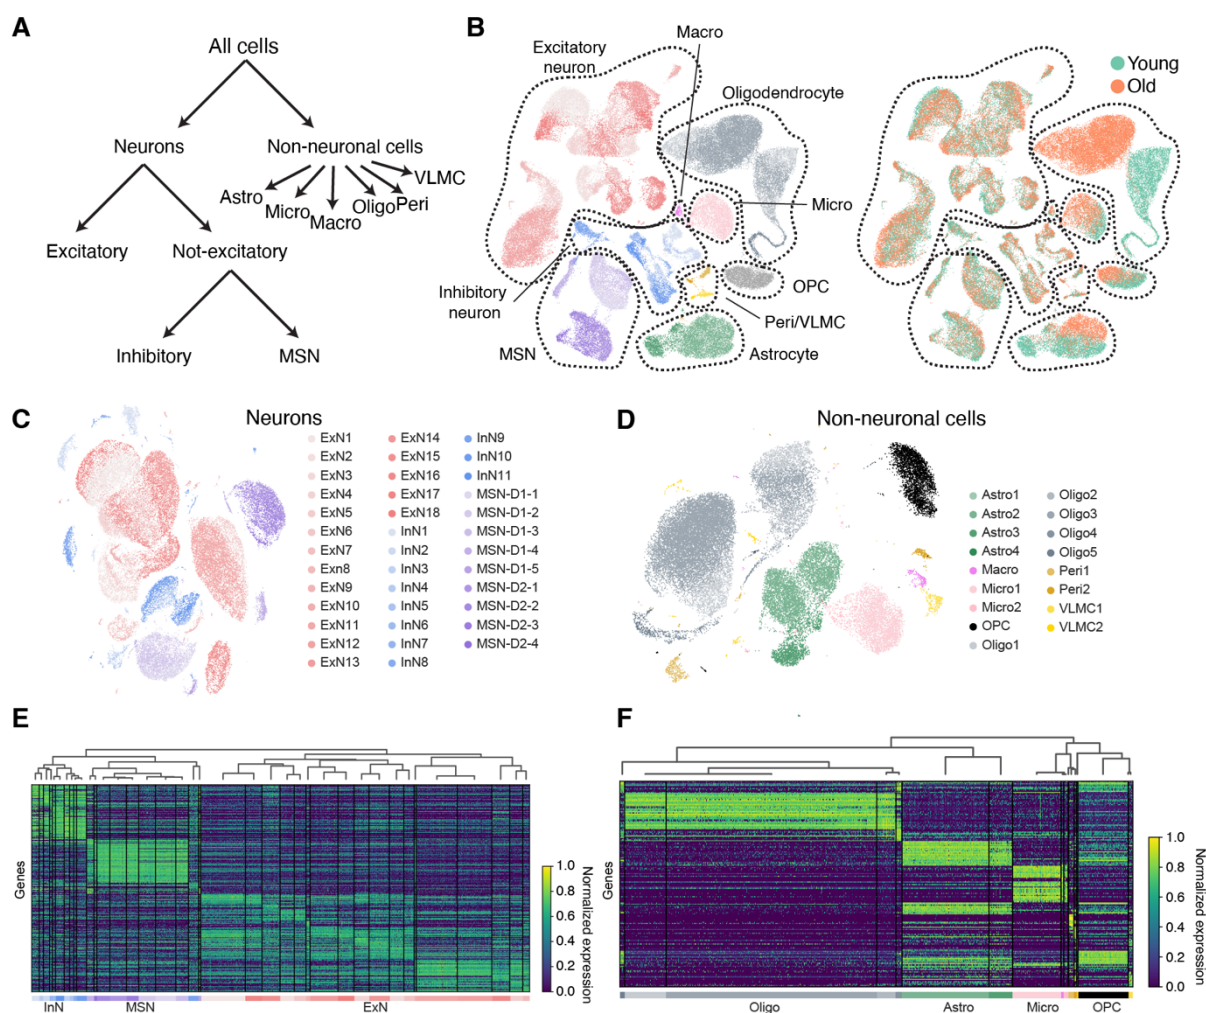 A
All cells
Neurons
Non-neuronal cells
Astro
Micro
Macro
Oligo
Peri
VLMC
Excitatory
Not-excitatory
Inhibitory
MSN
B
Excitatory
neuron
Macro
Oligodendrocyte
Micro
Inhibitory
neuron
OPC
Peri/VLMC
MSN
Astrocyte
Young
Old
C
Neurons
ExN1
ExN2
ExN3
ExN4
ExN5
ExN6
ExN7
Exn8
ExN9
ExN10
ExN11
ExN12
ExN13
ExN14
ExN15
ExN16
ExN17
ExN18
InN1
InN2
InN3
InN4
InN5
InN6
InN7
InN8
InN9
InN10
InN11
MSN-D1-1
MSN-D1-2
MSN-D1-3
MSN-D1-4
MSN-D1-5
MSN-D2-1
MSN-D2-2
MSN-D2-3
MSN-D2-4
D
Non-neuronal cells
Astro1
Astro2
Astro3
Astro4
Macro
Micro1
Micro2
OPC
Oligo1
Oligo2
Oligo3
Oligo4
Oligo5
Peri1
Peri2
VLMC1
VLMC2
E
Genes
InN
MSN
ExN
1.0
0.8
0.6
0.4
0.2
0.0
Normalized expression
F
Genes
Oligo
Astro
Micro
OPC
1.0
0.8
0.6
0.4
0.2
0.0
Normalized expression